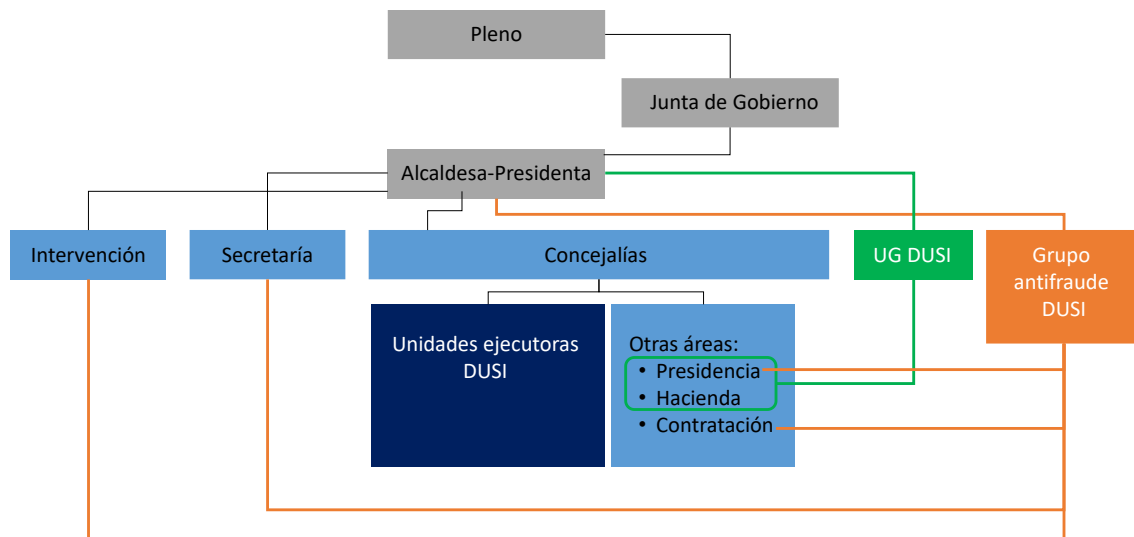 Pleno
Junta de Gobierno
Alcaldesa-Presidenta
Intervención
Secretaría
Concejalías
UG DUSI
Grupo
antifraude
DUSI
Unidades ejecutoras
DUSI
Otras áreas:
• Presidencia
• Hacienda
• Contratación